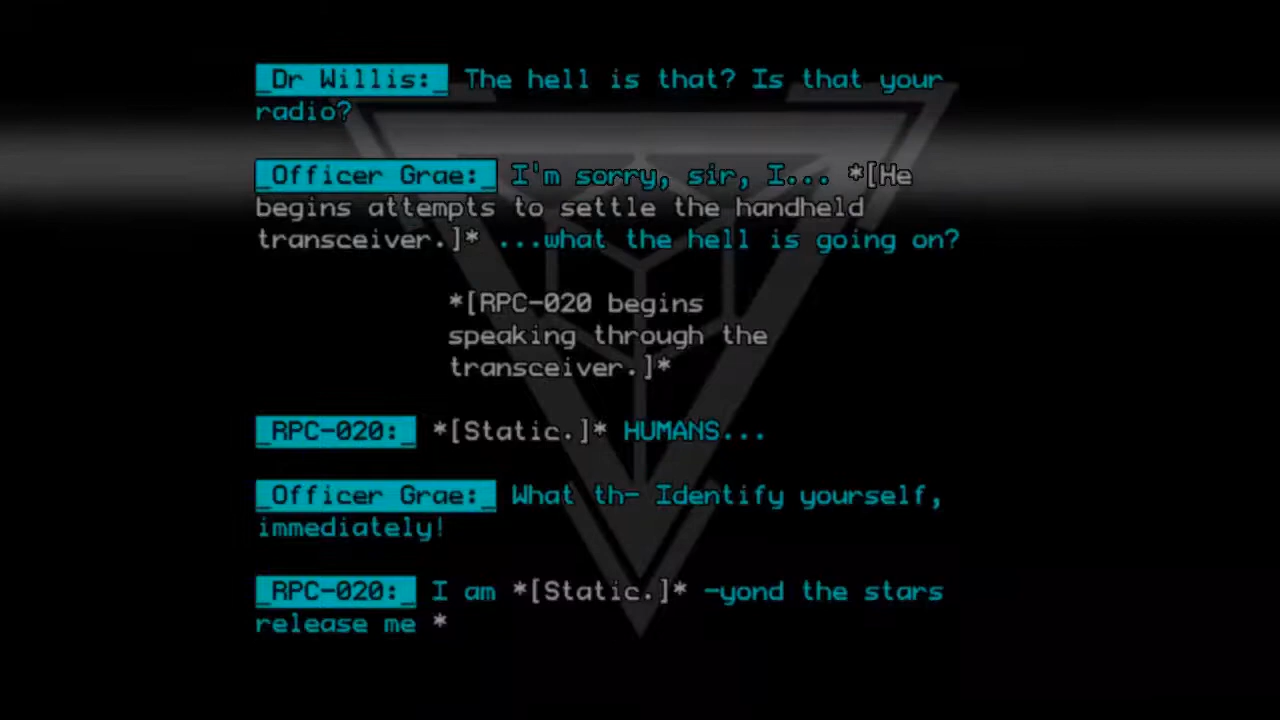 _Dr Willis:_ The hell is that? Is that your
radio?
_Officer Grae:_ I'm sorry, sir, I... *[He
begins attempts to settle the handheld
transceiver.]* ...what the hell is going on?
*[RPC-020 begins
speaking through the
transceiver.]*
_RPC-020:_ *[Static.]* HUMANS...
_Officer Grae:_ What th- Identify yourself,
immediately!
_RPC-020:_ I am *[Static.]* -yond the stars
release me *